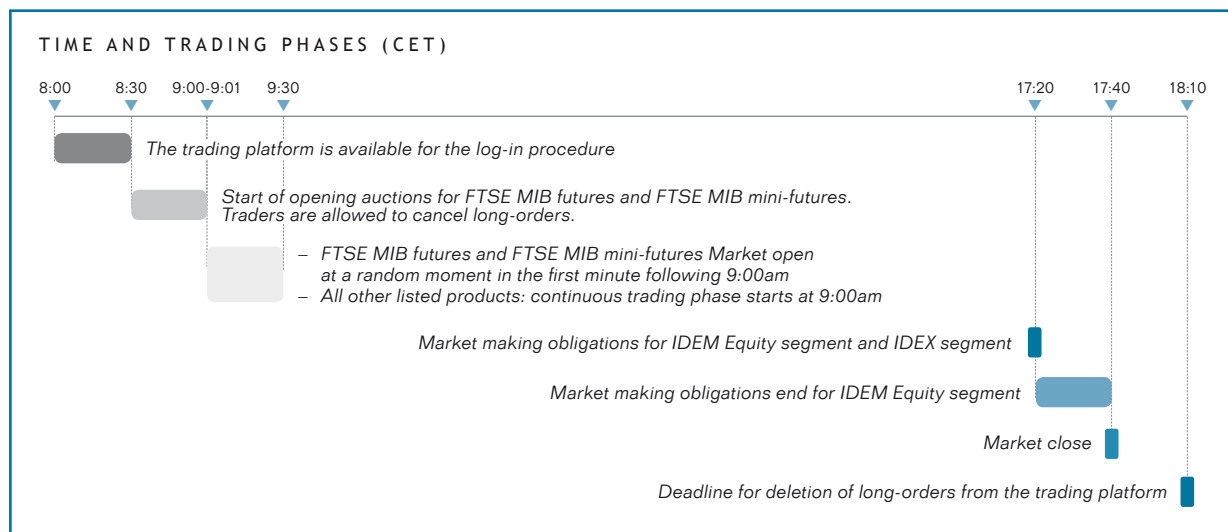 TIME AND TRADING PHASES (CET)
8:00 8:30 9:00-9:01 9:30 17:20 17:40 18:10
The trading platform is available for the log-in procedure
Start of opening auctions for FTSE MIB futures and FTSE MIB mini-futures.
Traders are allowed to cancel long-orders.
– FTSE MIB futures and FTSE MIB mini-futures Market open
at a random moment in the first minute following 9:00am
– All other listed products: continuous trading phase starts at 9:00am
Market making obligations for IDEM Equity segment and IDEX segment
Market making obligations end for IDEM Equity segment
Market close
Deadline for deletion of long-orders from the trading platform